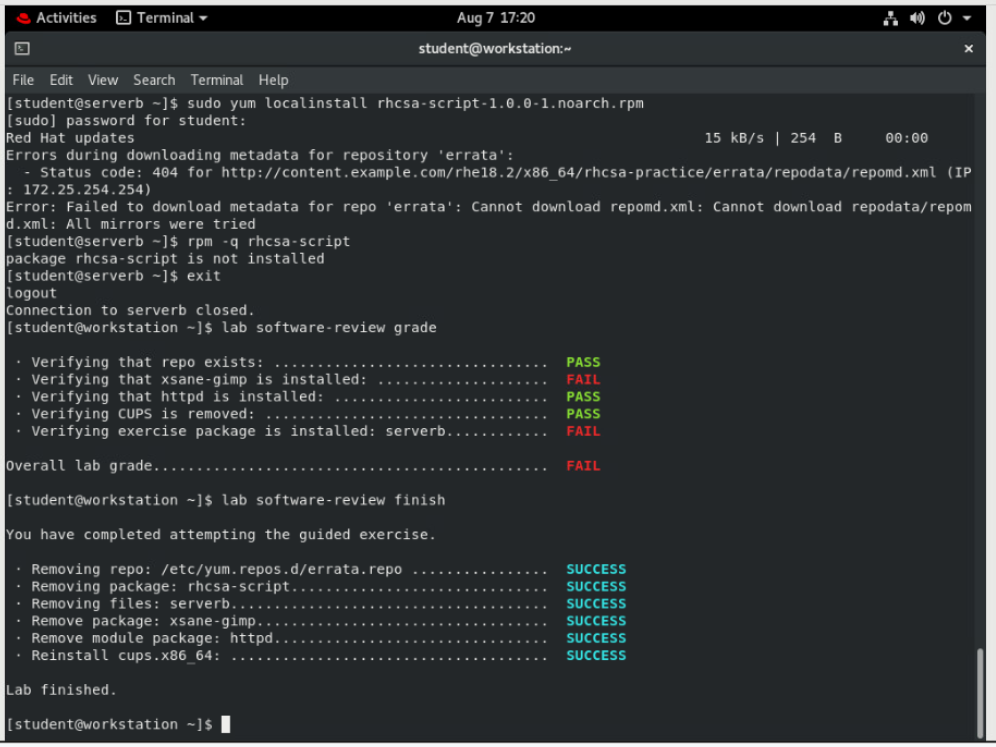 Activities Terminal Aug 7 17:20
student@workstation:~ ×
File Edit View Search Terminal Help
[student@serverb ~]$ sudo yum localinstall rhcsa-script-1.0.0-1.noarch.rpm
[sudo] password for student:
Red Hat updates 15 kB/s | 254 B 00:00
Errors during downloading metadata for repository 'errata':
- Status code: 404 for http://content.example.com/rhe18.2/x86_64/rhcsa-practice/errata/repodata/repomd.xml (IP
: 172.25.254.254)
Error: Failed to download metadata for repo 'errata': Cannot download repomd.xml: Cannot download repodata/repom
d.xml: All mirrors were tried
[student@serverb ~]$ rpm -q rhcsa-script
package rhcsa-script is not installed
[student@serverb ~]$ exit
logout
Connection to serverb closed.
[student@workstation ~]$ lab software-review grade
· Verifying that repo exists: ................................ PASS
· Verifying that xsane-gimp is installed: .................... FAIL
· Verifying that httpd is installed: ......................... PASS
· Verifying CUPS is removed: ................................. PASS
· Verifying exercise package is installed: serverb............ FAIL
Overall lab grade.............................................. FAIL
[student@workstation ~]$ lab software-review finish
You have completed attempting the guided exercise.
· Removing repo: /etc/yum.repos.d/errata.repo ................ SUCCESS
· Removing package: rhcsa-script.............................. SUCCESS
· Removing files: serverb..................................... SUCCESS
· Remove package: xsane-gimp.................................. SUCCESS
· Remove module package: httpd................................ SUCCESS
· Reinstall cups.x86_64: ..................................... SUCCESS
Lab finished.
[student@workstation ~]$